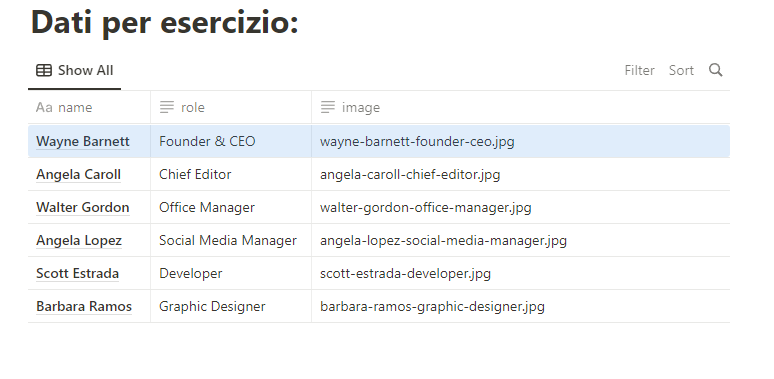 Dati per esercizio:
Show All Filter Sort
Aa name role image
Wayne Barnett Founder & CEO wayne-barnett-founder-ceo.jpg
Angela Caroll Chief Editor angela-caroll-chief-editor.jpg
Walter Gordon Office Manager walter-gordon-office-manager.jpg
Angela Lopez Social Media Manager angela-lopez-social-media-manager.jpg
Scott Estrada Developer scott-estrada-developer.jpg
Barbara Ramos Graphic Designer barbara-ramos-graphic-designer.jpg